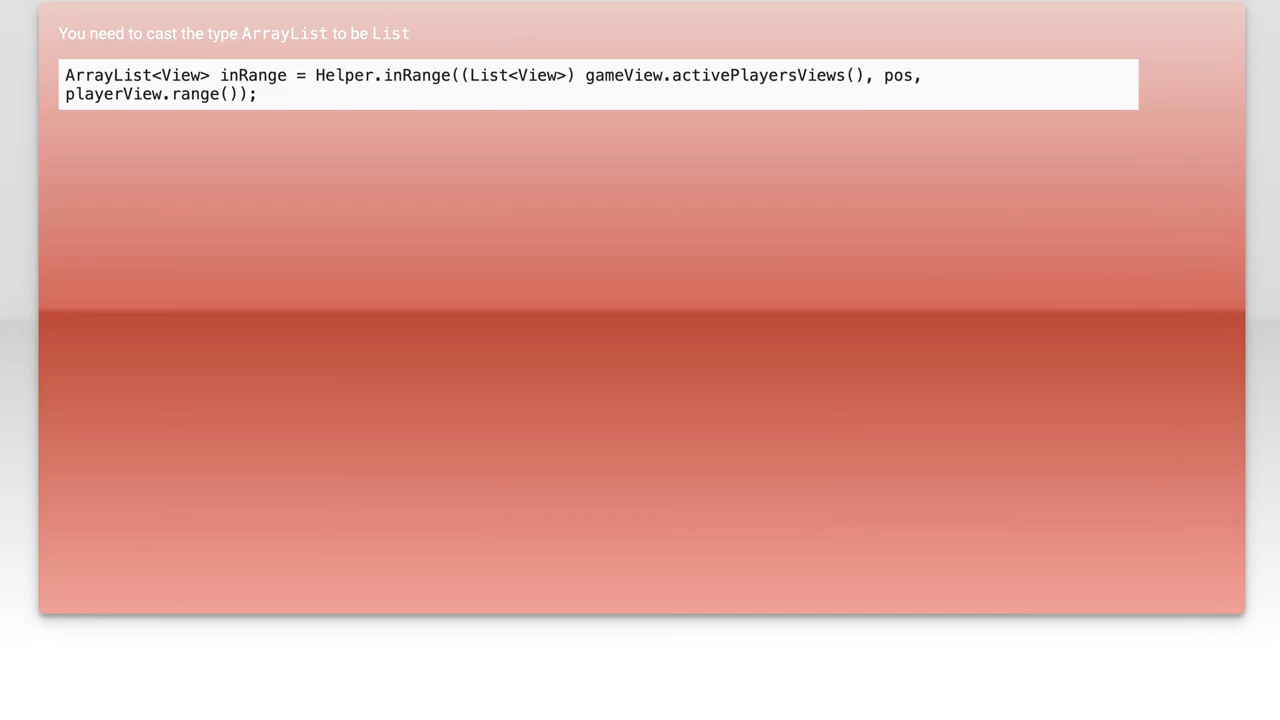 You need to cast the type ArrayList to be List
ArrayList<View> inRange = Helper.inRange((List<View>) gameView.activePlayersViews(), pos,
playerView.range());